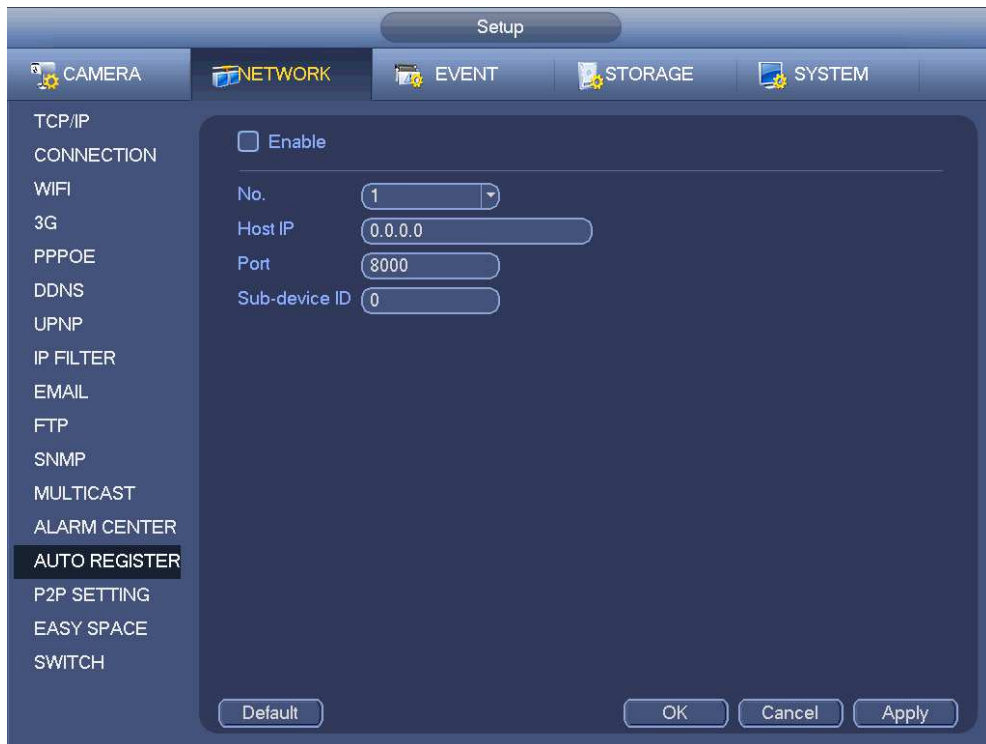 Setup
CAMERA NETWORK EVENT STORAGE SYSTEM
TCP/IP
CONNECTION
WIFI
3G
PPPOE
DDNS
UPNP
IP FILTER
EMAIL
FTP
SNMP
MULTICAST
ALARM CENTER
AUTO REGISTER
P2P SETTING
EASY SPACE
SWITCH
Enable
No. 1
Host IP 0.0.0.0
Port 8000
Sub-device ID 0
Default OK Cancel Apply